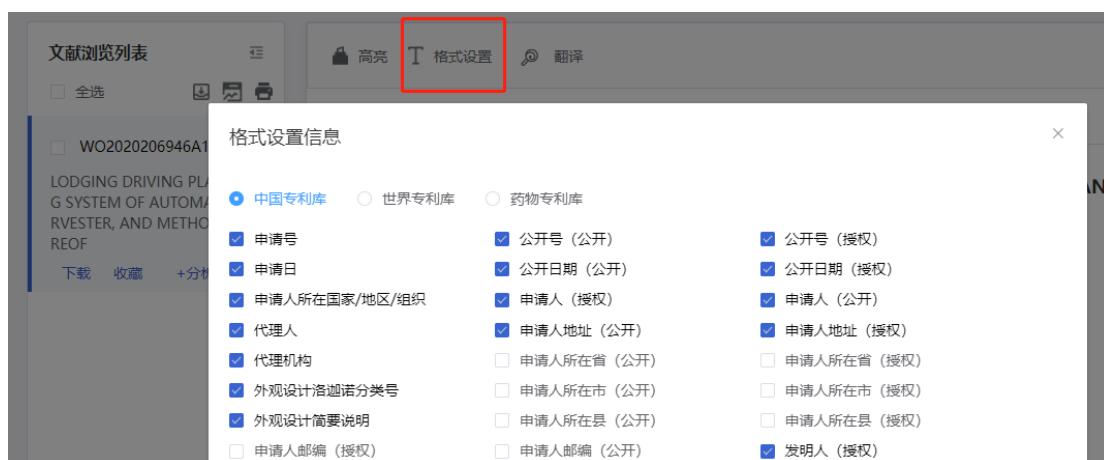 文献浏览列表
高亮
格式设置
翻译
全选
WO2020206946A1
LODGING DRIVING PLA
G SYSTEM OF AUTOMA
RVESTER, AND METHO
REOF
下载 收藏 +分析
AN
格式设置信息
中国专利库 世界专利库 药物专利库
申请号 公开号（公开） 公开号（授权）
申请日 公开日期（公开） 公开日期（授权）
申请人所在国家/地区/组织 申请人（授权） 申请人（公开）
代理人 申请人地址（公开） 申请人地址（授权）
代理机构 申请人所在省（公开） 申请人所在省（授权）
外观设计洛迦诺分类号 申请人所在市（公开） 申请人所在市（授权）
外观设计简要说明 申请人所在县（公开） 申请人所在县（授权）
申请人邮编（授权） 申请人邮编（公开） 发明人（授权）